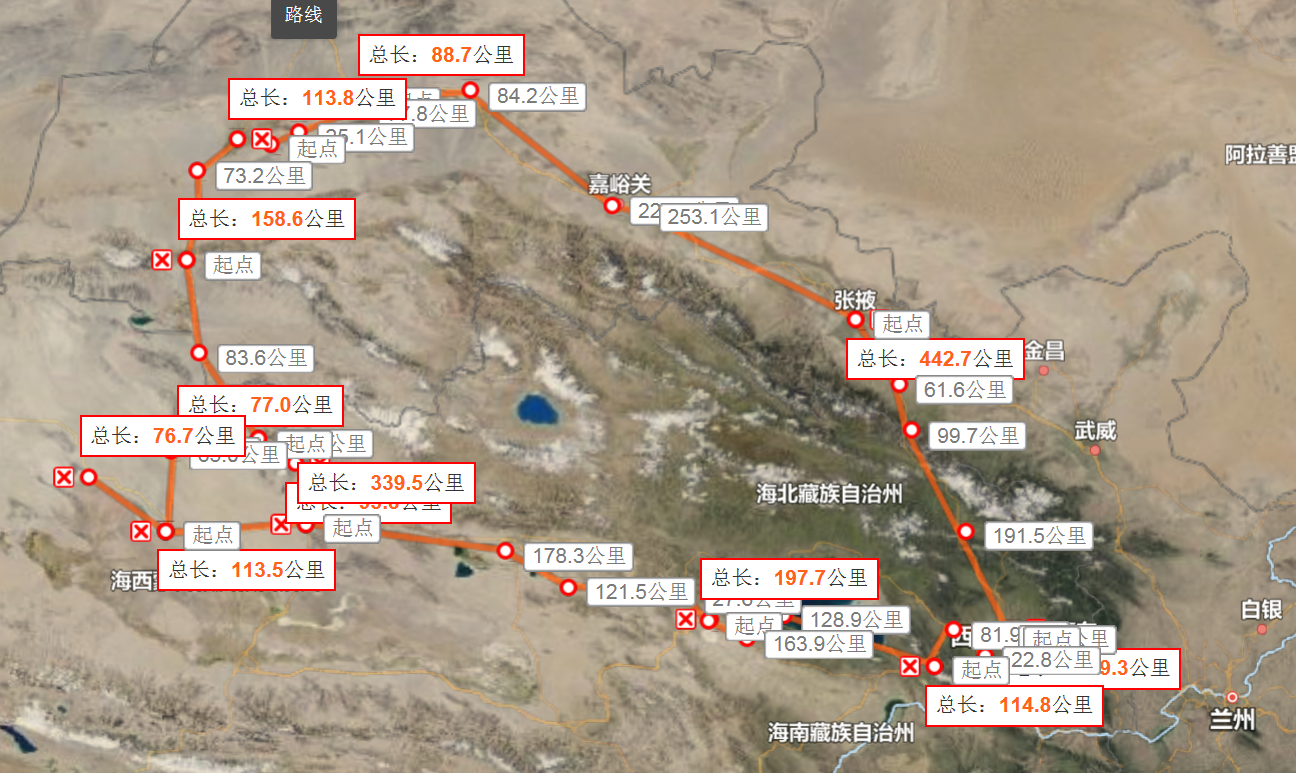 路线
总长：88.7公里
总长：113.8公里
84.2公里
7.8公里
25.1公里
起点
阿拉善盟
73.2公里
嘉峪关
总长：158.6公里
253.1公里
起点
张掖
起点
83.6公里
总长：442.7公里
金昌
61.6公里
总长：77.0公里
总长：76.7公里
起点
公里
99.7公里
武威
总长：339.5公里
海北藏族自治州
起点
起点
191.5公里
178.3公里
海西
总长：113.5公里
总长：197.7公里
121.5公里
白银
128.9公里
起点
163.9公里
西
81.9
起点
公里
22.8公里
起点
9.3公里
总长：114.8公里
兰州
海南藏族自治州